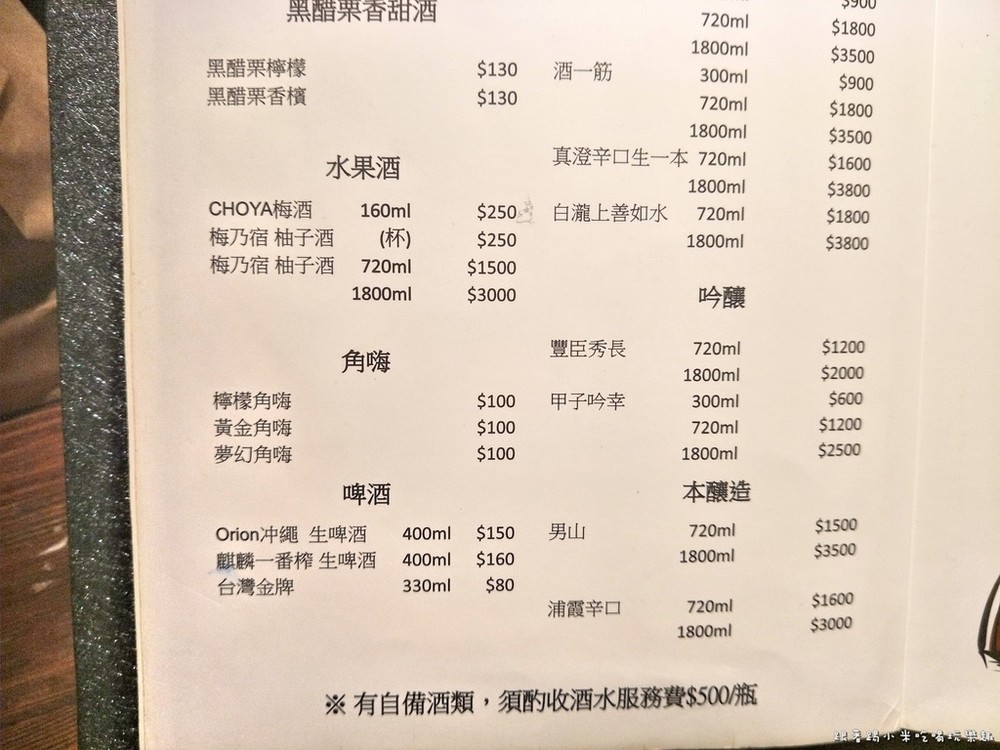 黑醋栗香甜酒
黑醋栗檸檬 $130
黑醋栗香檳 $130
水果酒
CHOYA梅酒 160ml $250
梅乃宿 柚子酒 (杯) $250
梅乃宿 柚子酒 720ml $1500
1800ml $3000
角嗨
檸檬角嗨 $100
黃金角嗨 $100
夢幻角嗨 $100
啤酒
Orion冲繩 生啤酒 400ml $150
麒麟一番榨 生啤酒 400ml $160
台灣金牌 330ml $80
$900
720ml $1800
1800ml $3500
酒一筋 300ml $900
720ml $1800
1800ml $3500
真澄辛口生一本 720ml $1600
1800ml $3800
白瀧上善如水 720ml $1800
1800ml $3800
吟釀
豐臣秀長 720ml $1200
1800ml $2000
甲子吟幸 300ml $600
720ml $1200
1800ml $2500
本釀造
男山 720ml $1500
1800ml $3500
浦霞辛口 720ml $1600
1800ml $3000
※ 有自備酒類，須酌收酒水服務費$500/瓶
小米吃喝玩樂